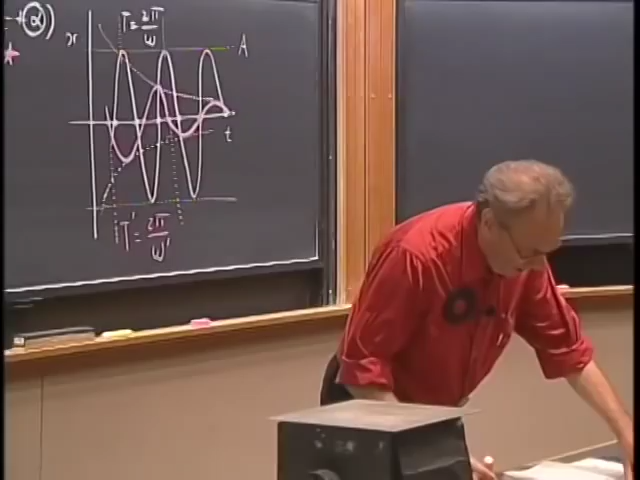 +α)
x
T = 2π/ω
A
t
T' = 2π/ω'